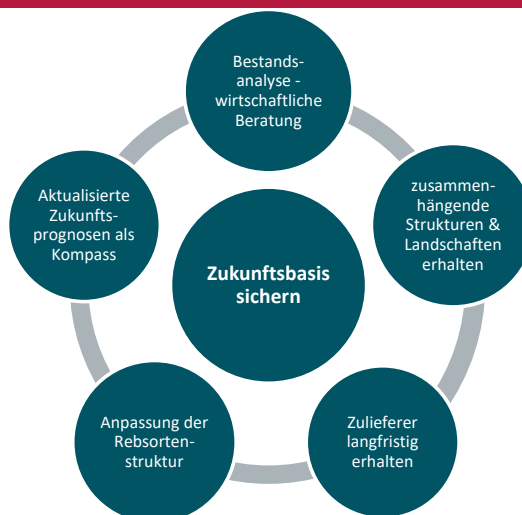 Bestands-
analyse -
wirtschaftliche
Beratung
zusammen-
hängende
Strukturen &
Landschaften
erhalten
Zulieferer
langfristig
erhalten
Anpassung der
Rebsorten-
struktur
Aktualisierte
Zukunfts-
prognosen als
Kompass
Zukunftsbasis
sichern